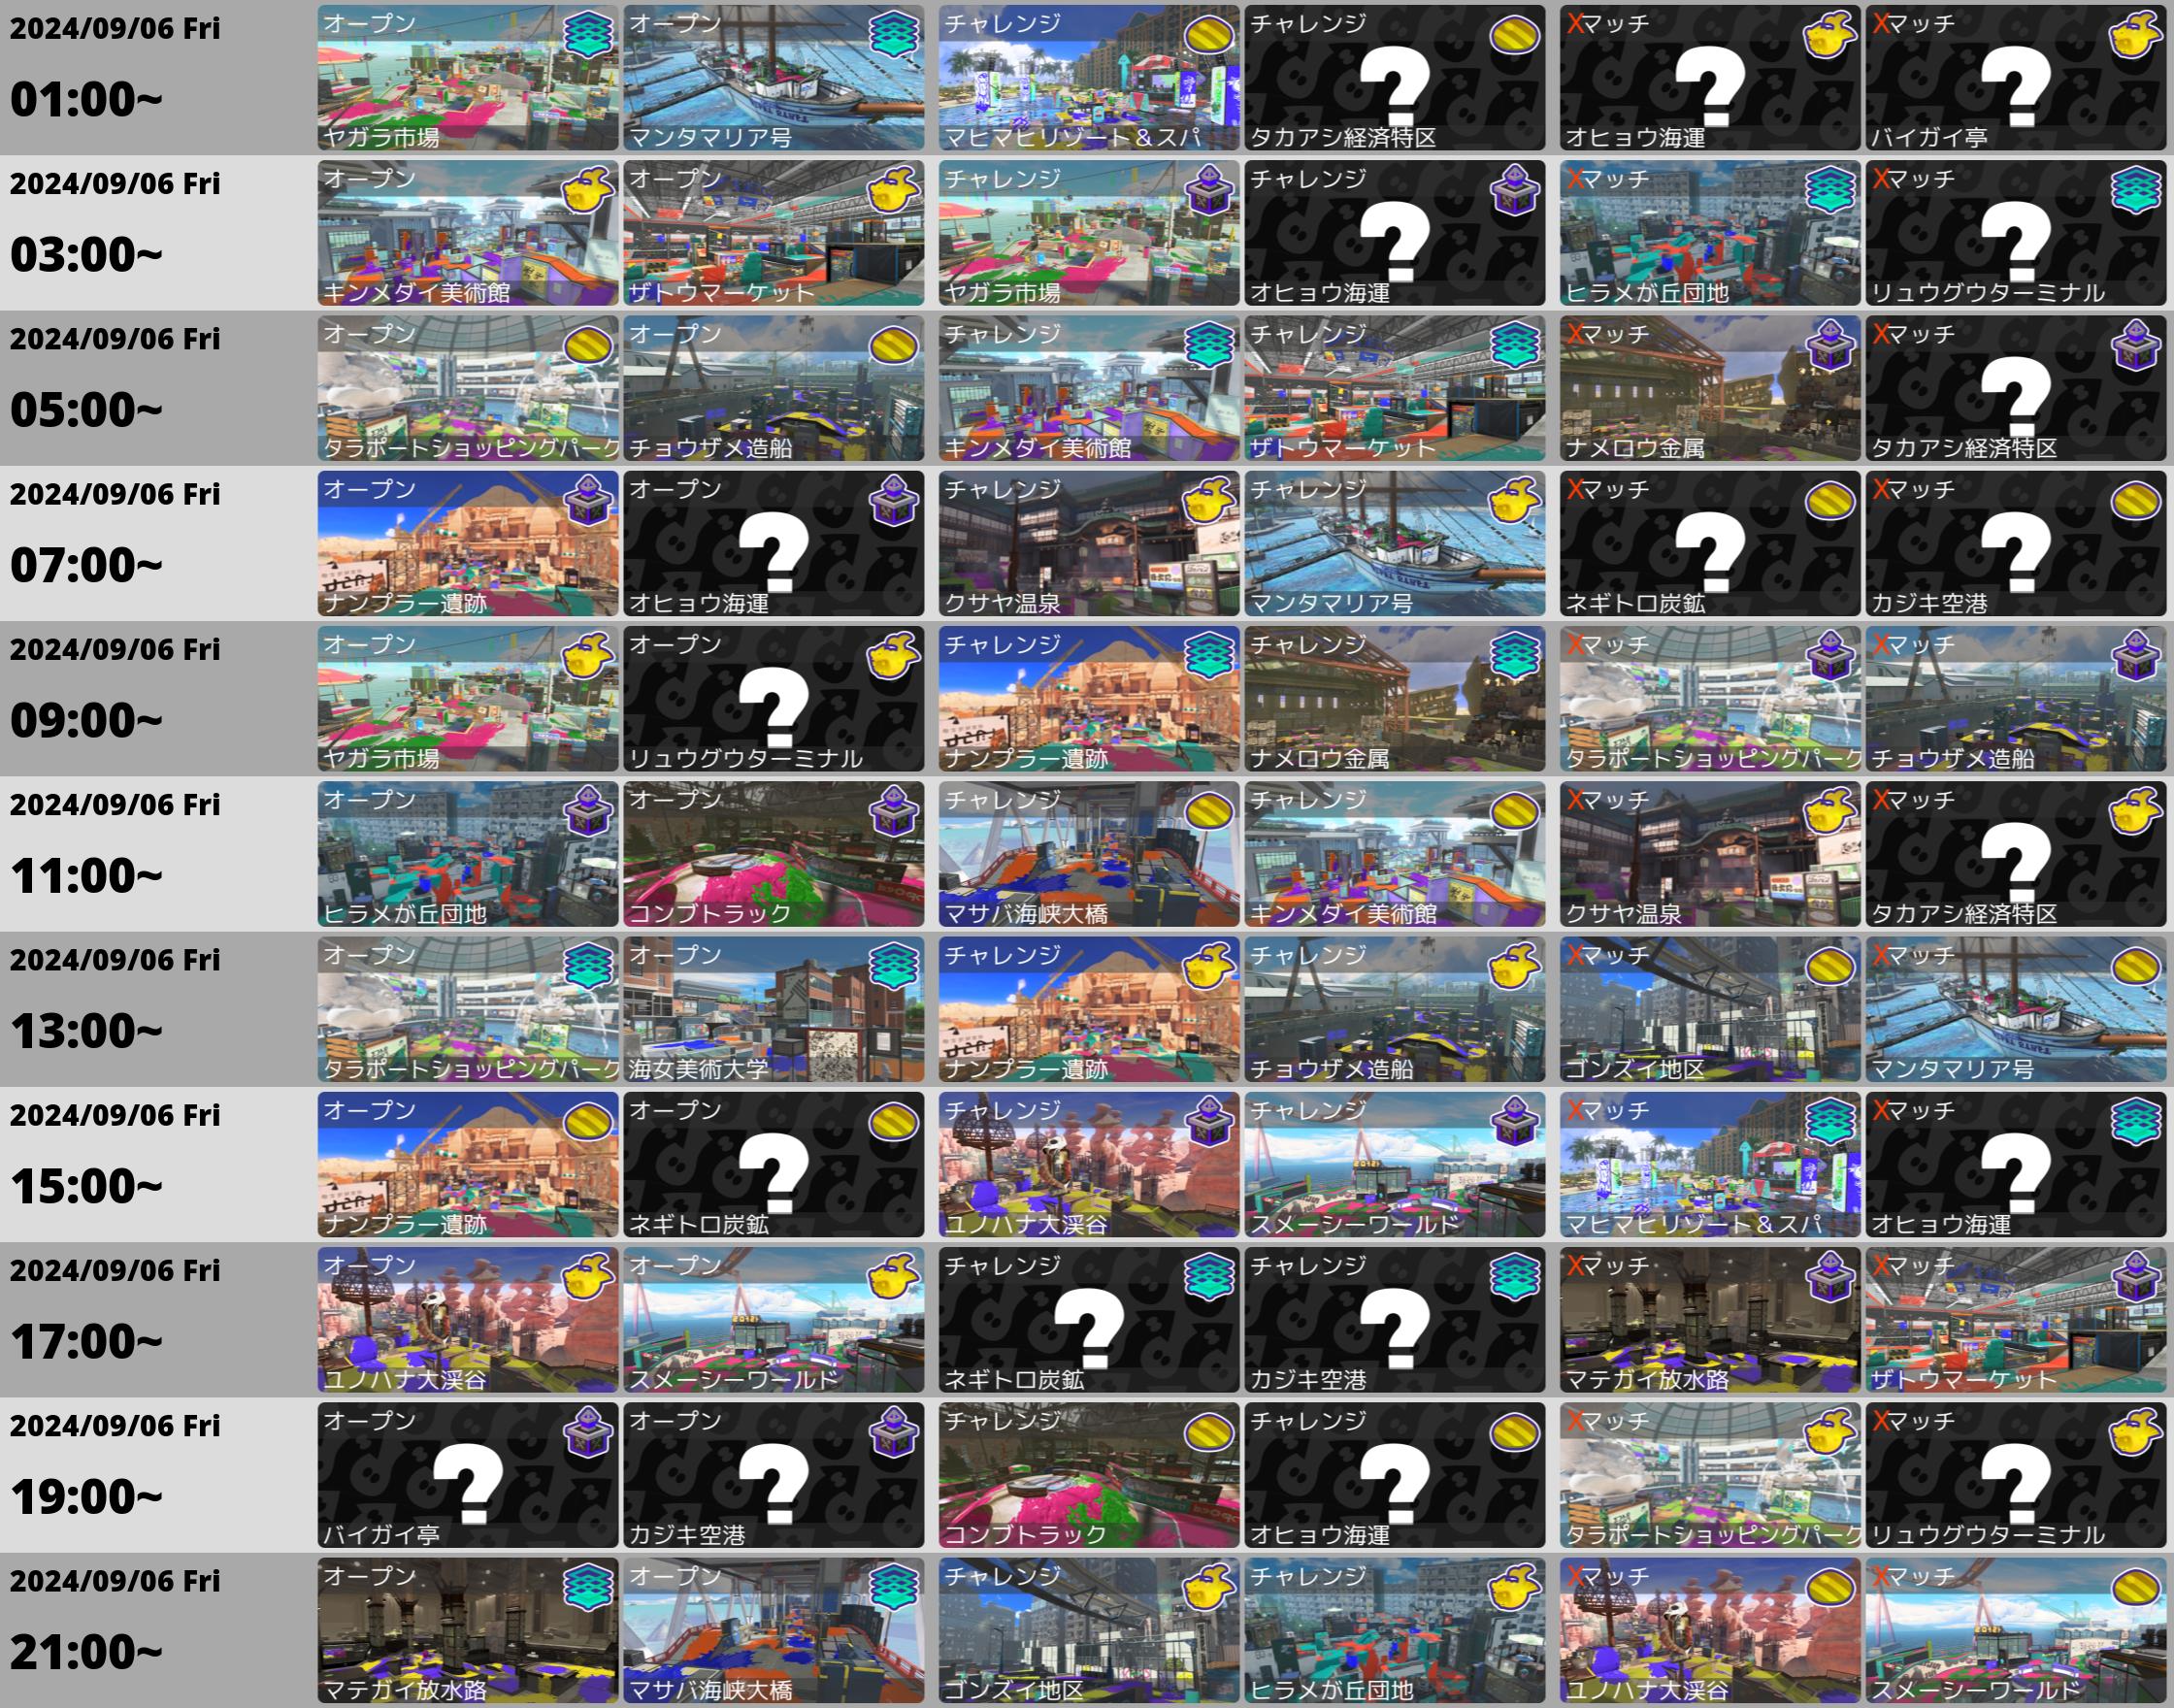 2024/09/06 Fri
01:00~
オープン
ヤガラ市場
オープン
マンタマリア号
チャレンジ
マヒマヒリゾート＆スパ
チャレンジ
?
タカアシ経済特区
Xマッチ
?
オヒョウ海運
Xマッチ
?
バイガイ亭
2024/09/06 Fri
03:00~
オープン
キンメダイ美術館
オープン
ザトウマーケット
チャレンジ
ヤガラ市場
チャレンジ
?
オヒョウ海運
Xマッチ
ヒラメが丘団地
Xマッチ
?
リュウグウターミナル
2024/09/06 Fri
05:00~
オープン
タラポートショッピングパーク
オープン
チョウザメ造船
チャレンジ
キンメダイ美術館
チャレンジ
ザトウマーケット
Xマッチ
ナメロウ金属
Xマッチ
?
タカアシ経済特区
2024/09/06 Fri
07:00~
オープン
ナンプラー遺跡
オープン
?
オヒョウ海運
チャレンジ
クサヤ温泉
チャレンジ
マンタマリア号
Xマッチ
?
ネギトロ炭鉱
Xマッチ
?
カジキ空港
2024/09/06 Fri
09:00~
オープン
ヤガラ市場
オープン
?
リュウグウターミナル
チャレンジ
ナンプラー遺跡
チャレンジ
ナメロウ金属
Xマッチ
タラポートショッピングパーク
Xマッチ
チョウザメ造船
2024/09/06 Fri
11:00~
オープン
ヒラメが丘団地
オープン
コンブトラック
チャレンジ
マサバ海峡大橋
チャレンジ
キンメダイ美術館
Xマッチ
クサヤ温泉
Xマッチ
?
タカアシ経済特区
2024/09/06 Fri
13:00~
オープン
タラポートショッピングパーク
オープン
海女美術大学
チャレンジ
ナンプラー遺跡
チャレンジ
チョウザメ造船
Xマッチ
ゴンズイ地区
Xマッチ
マンタマリア号
2024/09/06 Fri
15:00~
オープン
ナンプラー遺跡
オープン
?
ネギトロ炭鉱
チャレンジ
ユノハナ大渓谷
チャレンジ
スメーシーワールド
Xマッチ
マヒマヒリゾート＆スパ
Xマッチ
?
オヒョウ海運
2024/09/06 Fri
17:00~
オープン
ユノハナ大渓谷
オープン
スメーシーワールド
チャレンジ
?
ネギトロ炭鉱
チャレンジ
?
カジキ空港
Xマッチ
マテガイ放水路
Xマッチ
ザトウマーケット
2024/09/06 Fri
19:00~
オープン
?
バイガイ亭
オープン
?
カジキ空港
チャレンジ
コンブトラック
チャレンジ
?
オヒョウ海運
Xマッチ
タラポートショッピングパーク
Xマッチ
?
リュウグウターミナル
2024/09/06 Fri
21:00~
オープン
マテガイ放水路
オープン
マサバ海峡大橋
チャレンジ
ゴンズイ地区
チャレンジ
ヒラメが丘団地
Xマッチ
ユノハナ大渓谷
Xマッチ
スメーシーワールド